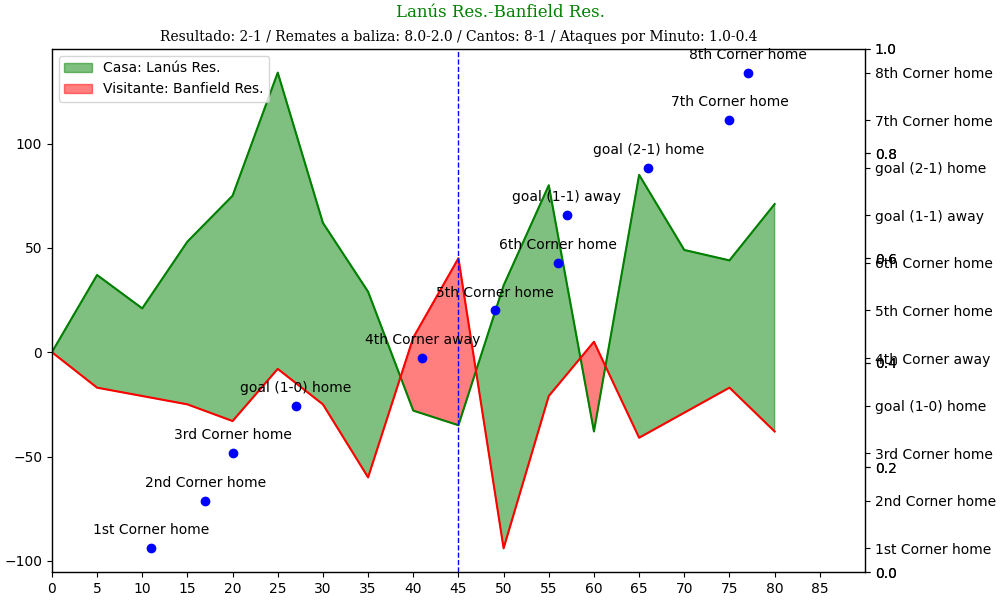 Lanús Res.-Banfield Res.
Resultado: 2-1 / Remates a baliza: 8.0-2.0 / Cantos: 8-1 / Ataques por Minuto: 1.0-0.4
Casa: Lanús Res.
Visitante: Banfield Res.
8th Corner home
7th Corner home
goal (2-1) home
goal (1-1) away
6th Corner home
5th Corner home
4th Corner away
goal (1-0) home
3rd Corner home
2nd Corner home
1st Corner home
100
50
0
−50
−100
1.0
8th Corner home
7th Corner home
0.8
goal (2-1) home
goal (1-1) away
0.6
6th Corner home
5th Corner home
4th Corner away
0.4
goal (1-0) home
3rd Corner home
0.2
2nd Corner home
1st Corner home
0.0
0 5 10 15 20 25 30 35 40 45 50 55 60 65 70 75 80 85